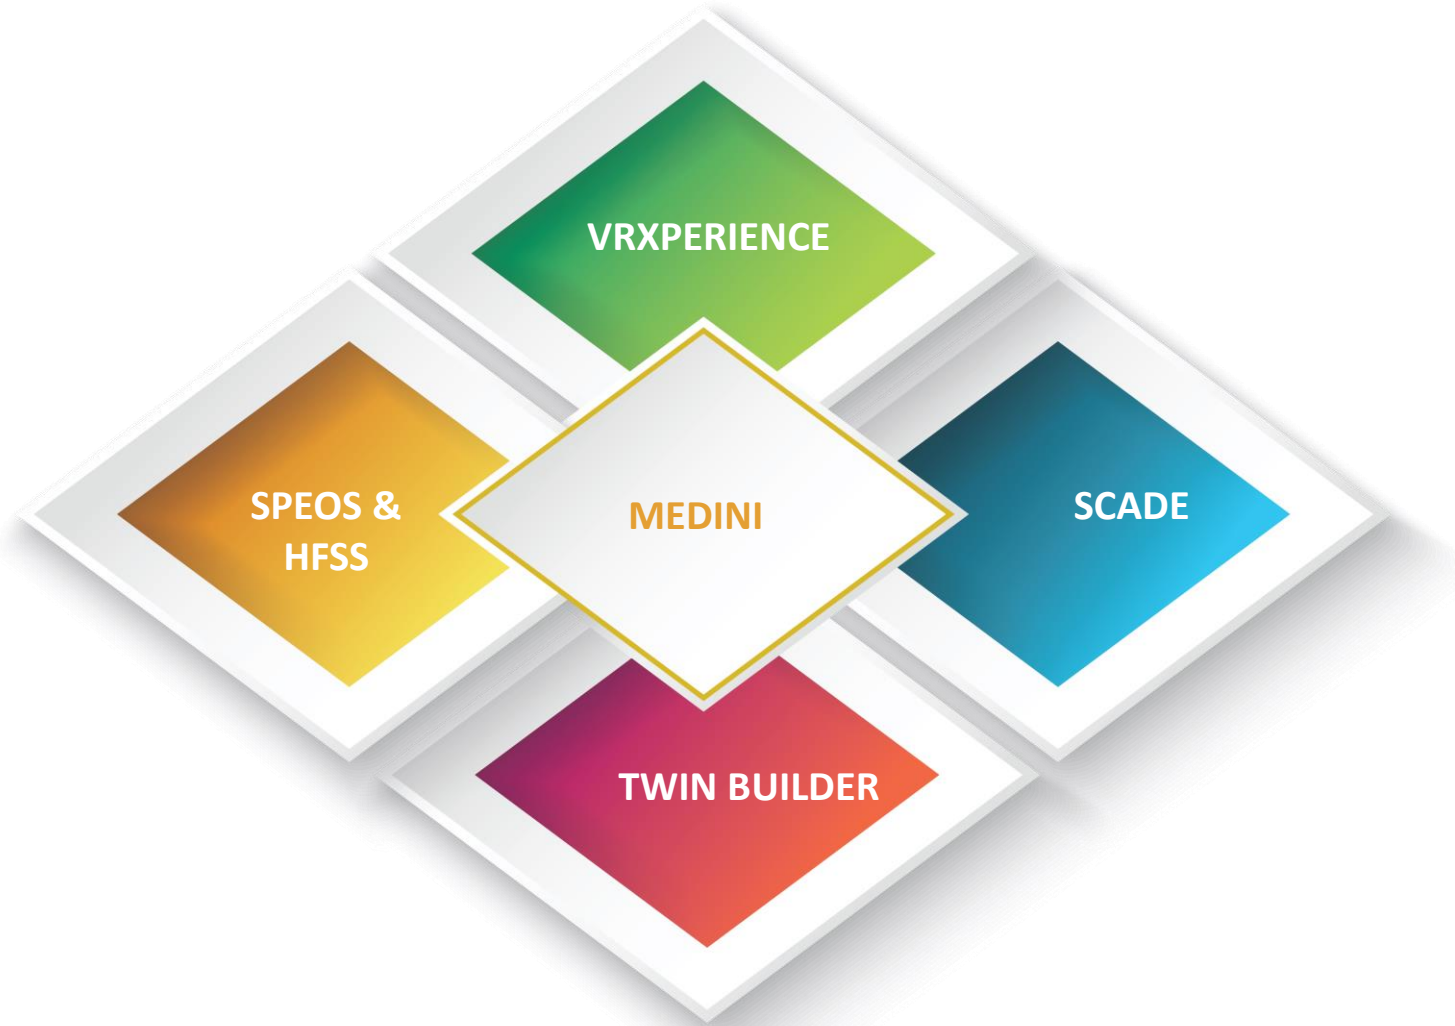 VRXPERIENCE
SPEOS &
HFSS
MEDINI
SCADE
TWIN BUILDER